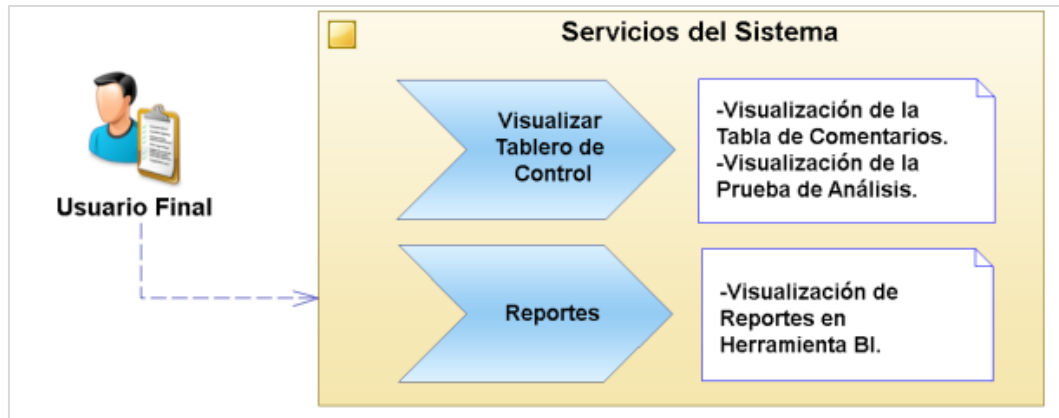 Servicios del Sistema
Visualizar
Tablero de
Control
-Visualización de la
Tabla de Comentarios.
-Visualización de la
Prueba de Análisis.
Usuario Final
Reportes
-Visualización de
Reportes en
Herramienta BI.